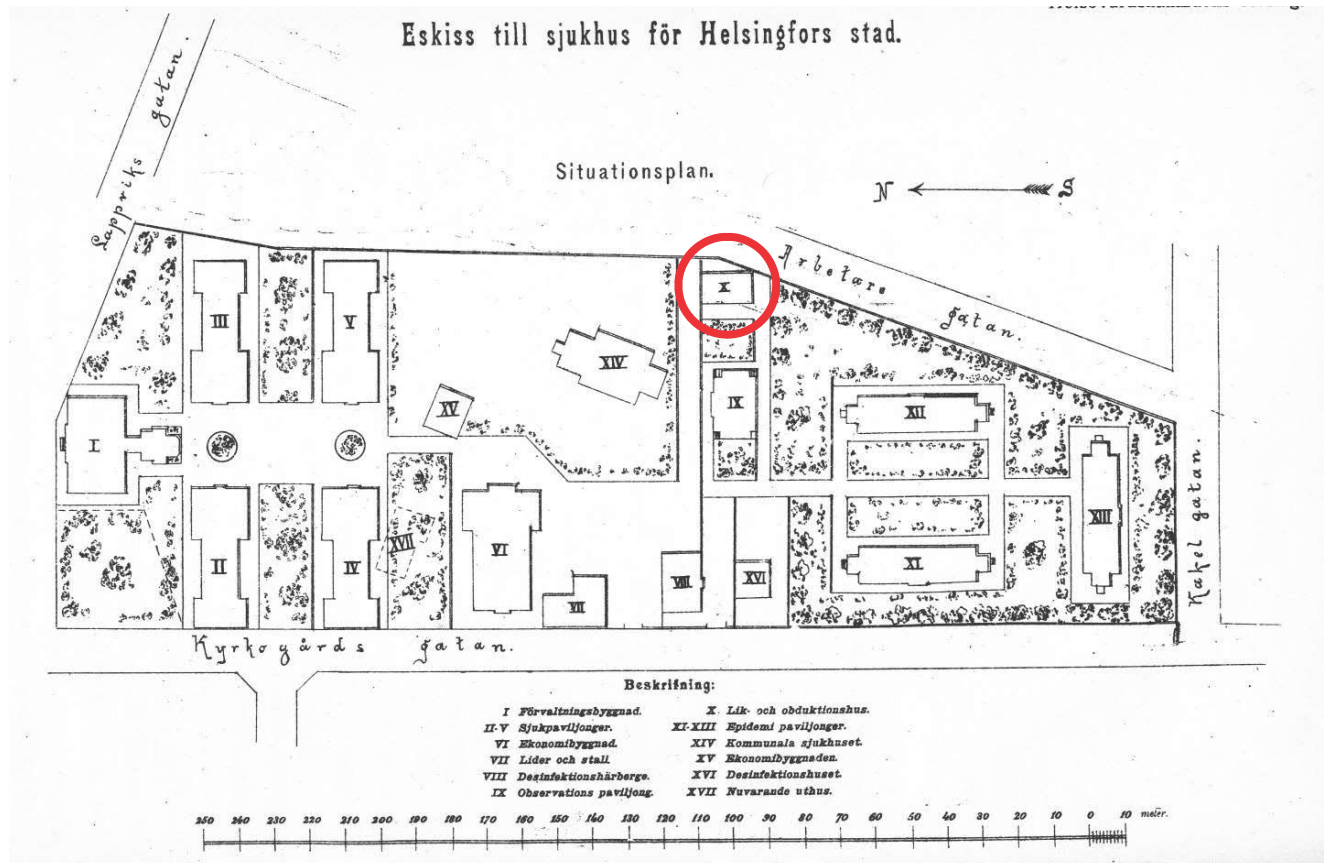 Eskiss till sjukhus för Helsingfors stad.
Lappriks gatan.
Situationsplan.
N S
Arbetare gatan.
X
III
V
XIV
IX
XV
XII
I
XIII
II
IV
XVII
VI
VII
VIII
XVI
XI
Kakel gatan.
Kyrkogårds gatan.
Beskrifning:
I Förvaltningsbyggnad.
II-V Sjukpaviljonger.
VI Ekonomibyggnad.
VII Lider och stall.
VIII Desinfektionshärberge.
IX Observations paviljong.
X Lik- och obduktionshus.
XI-XIII Epidemi paviljonger.
XIV Kommunala sjukhuset.
XV Ekonomibyggnaden.
XVI Desinfektionshuset.
XVII Nuvarande uthus.
250 240 230 220 210 200 190 180 170 160 150 140 130 120 110 100 90 80 70 60 50 40 30 20 10 0 10 meter.